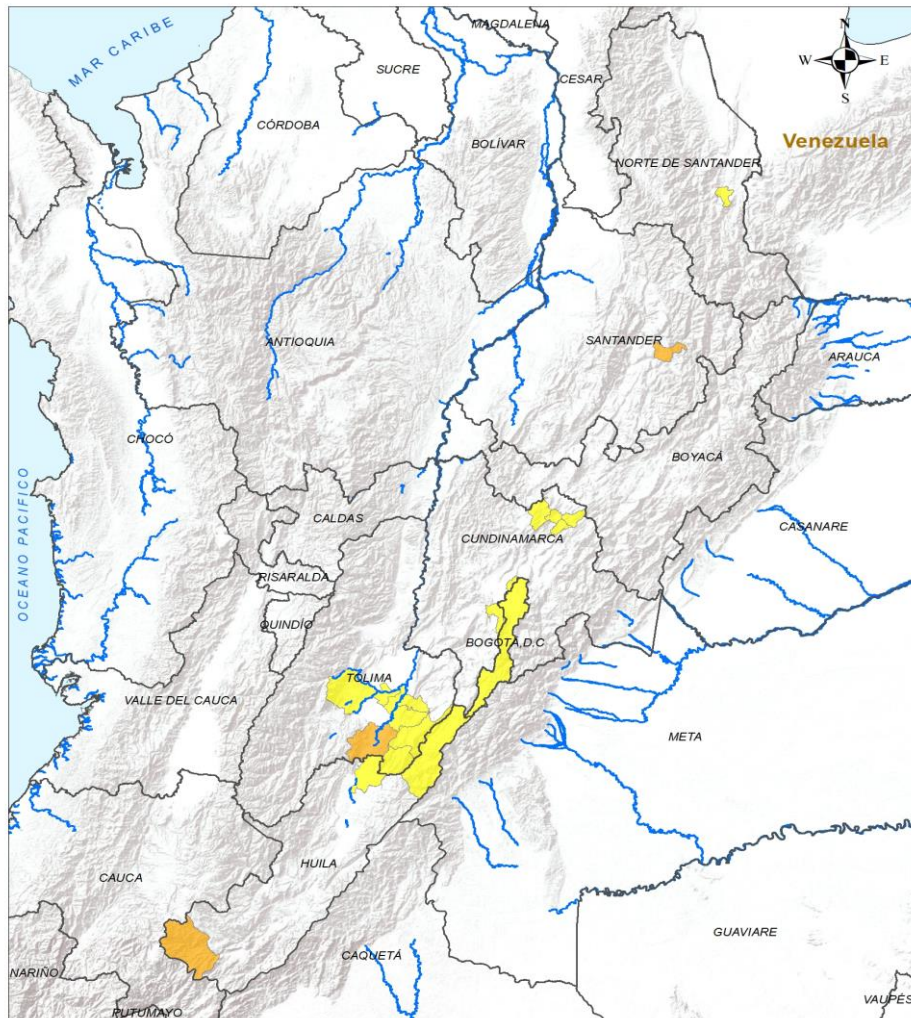 MAGDALENA
MAR CARIBE
N
SUCRE
CESAR
W
E
S
CÓRDOBA
BOLÍVAR
Venezuela
NORTE DE SANTANDER
ANTIOQUIA
SANTANDER
ARAUCA
CHOCÓ
BOYACÁ
OCEANO PACIFICO
CALDAS
CASANARE
CUNDINAMARCA
RISARALDA
QUINDÍO
BOGOTÁ,D.C
TOLIMA
VALLE DEL CAUCA
META
HUILA
CAUCA
GUAVIARE
CAQUETÁ
NARIÑO
VAUPÉS
PUTUMAYO